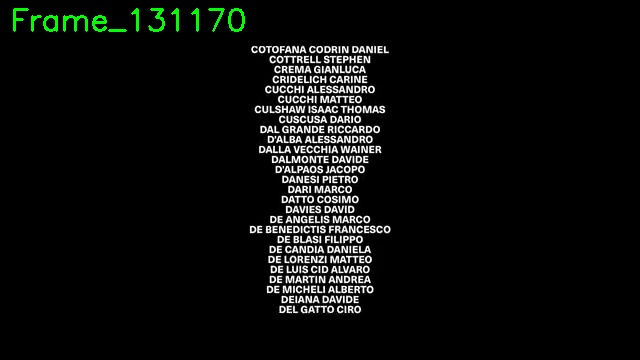 Frame_131170
COTOFANA CODRIN DANIEL
COTTRELL STEPHEN
CREMA GIANLUCA
CRIDELICH CARINE
CUCCHI ALESSANDRO
CUCCHI MATTEO
CULSHAW ISAAC THOMAS
CUSCUSA DARIO
DAL GRANDE RICCARDO
D'ALBA ALESSANDRO
DALLA VECCHIA WAINER
DALMONTE DAVIDE
D'ALPAOS JACOPO
DANESI PIETRO
DARI MARCO
DATTO COSIMO
DAVIES DAVID
DE ANGELIS MARCO
DE BENEDICTIS FRANCESCO
DE BLASI FILIPPO
DE CANDIA DANIELA
DE LORENZI MATTEO
DE LUIS CID ALVARO
DE MARTIN ANDREA
DE MICHELI ALBERTO
DEIANA DAVIDE
DEL GATTO CIRO